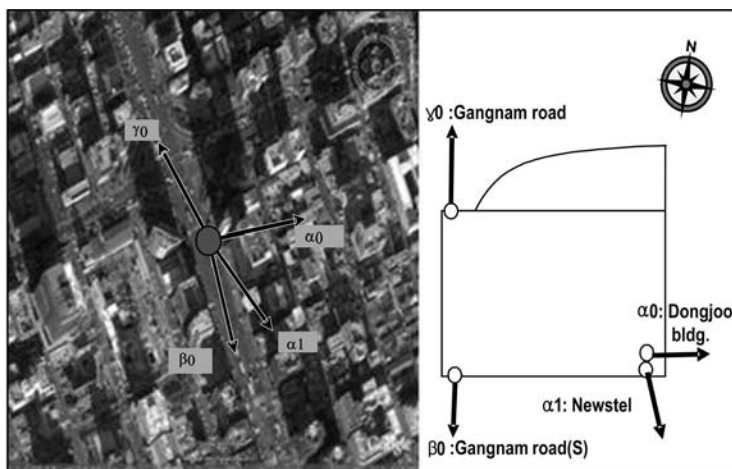 γ0
α0
α1
β0
N
γ0 :Gangnam road
α0: Dongjoo
bldg.
α1: Newstel
β0 :Gangnam road(S)